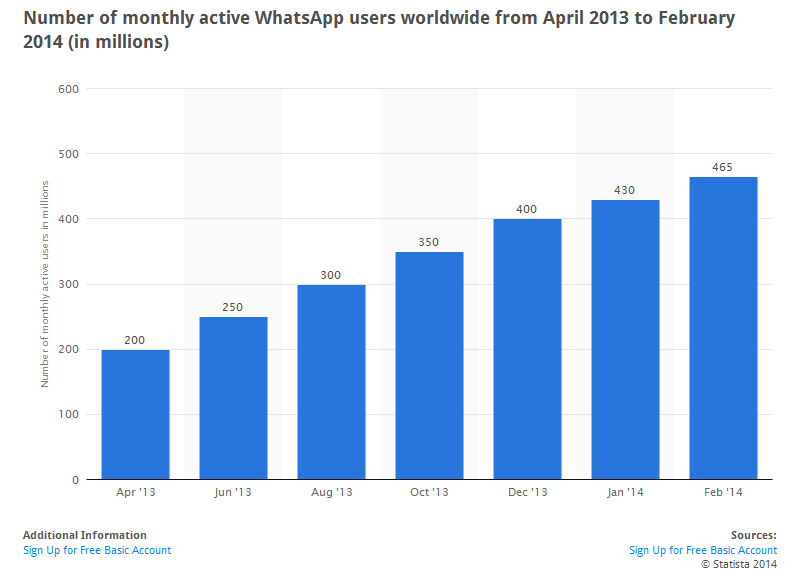 Number of monthly active WhatsApp users worldwide from April 2013 to February
2014 (in millions)
Number of monthly active users in millions
600
500
400
300
200
100
0
200
250
300
350
400
430
465
Apr '13
Jun '13
Aug '13
Oct '13
Dec '13
Jan '14
Feb '14
Additional Information
Sign Up for Free Basic Account
Sources:
Sign Up for Free Basic Account
© Statista 2014